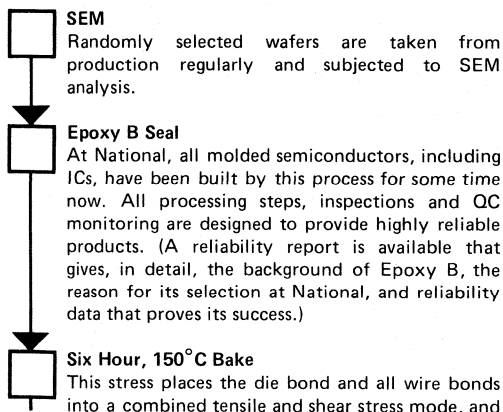 SEM
Randomly selected wafers are taken from
production regularly and subjected to SEM
analysis.
Epoxy B Seal
At National, all molded semiconductors, including
ICs, have been built by this process for some time
now. All processing steps, inspections and QC
monitoring are designed to provide highly reliable
products. (A reliability report is available that
gives, in detail, the background of Epoxy B, the
reason for its selection at National, and reliability
data that proves its success.)
Six Hour, 150°C Bake
This stress places the die bond and all wire bonds
into a combined tensile and shear stress mode, and